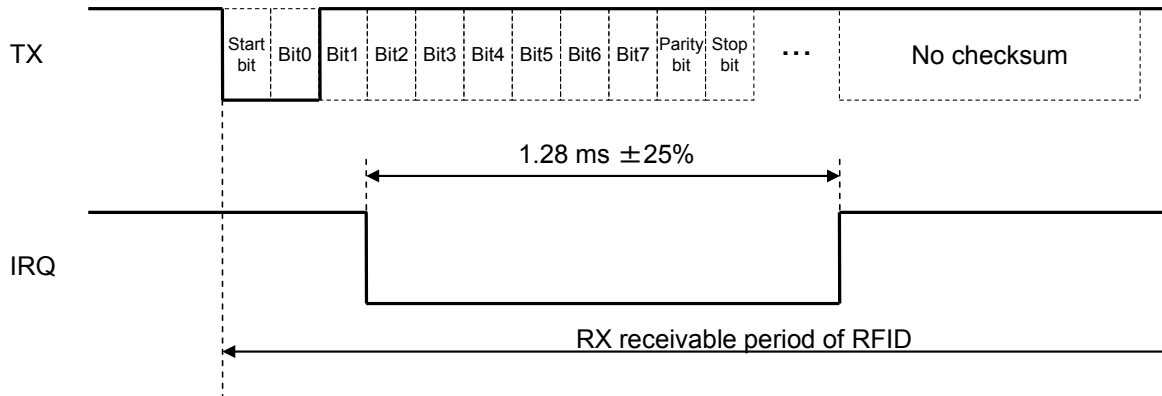 TX
Start
bit
Bit0
Bit1
Bit2
Bit3
Bit4
Bit5
Bit6
Bit7
Parity
bit
Stop
bit
···
No checksum
1.28 ms ±25%
IRQ
RX receivable period of RFID